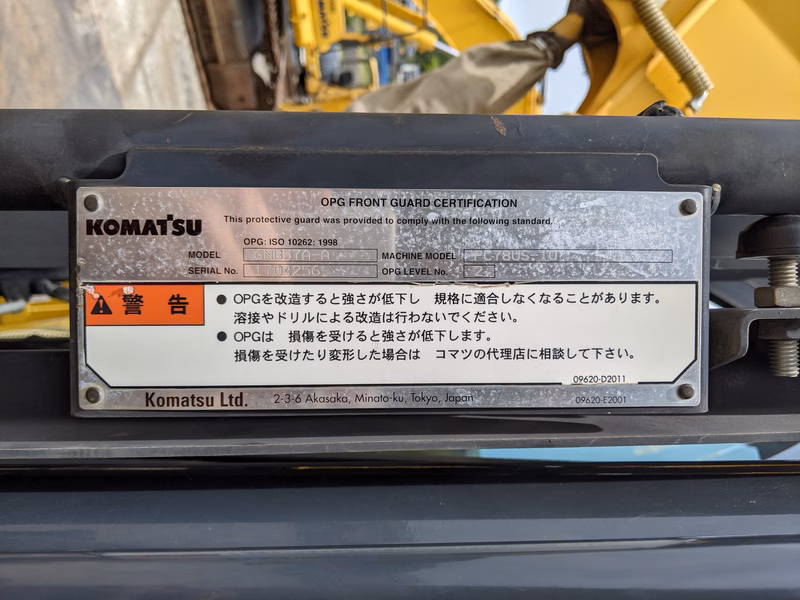 OPG FRONT GUARD CERTIFICATION
KOMATSU
This protective guard was provided to comply with the following standard.
OPG: ISO 10262: 1998
MODEL MACHINE MODEL
SERIAL No. OPG LEVEL No. 2
警告
● OPGを改造すると強さが低下し 規格に適合しなくなることがあります。
溶接やドリルによる改造は行わないでください。
● OPGは 損傷を受けると強さが低下します。
損傷を受けたり変形した場合は コマツの代理店に相談して下さい。
09620-D2011
Komatsu Ltd. 2-3-6 Akasaka, Minato-ku, Tokyo, Japan
09620-E2001